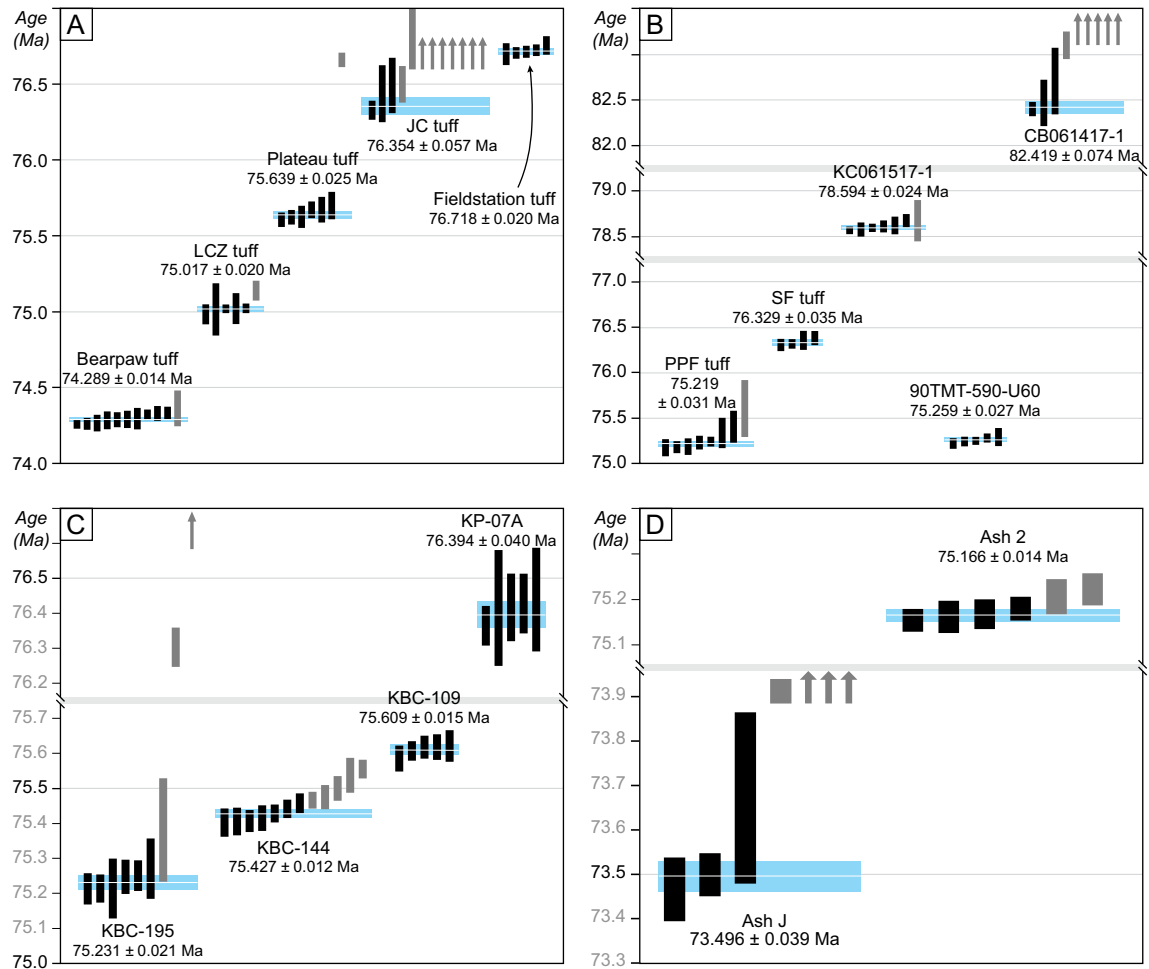 Age
(Ma)
A
76.5
76.0
75.5
75.0
74.5
74.0
JC tuff
76.354 ± 0.057 Ma
Plateau tuff
75.639 ± 0.025 Ma
Fieldstation tuff
76.718 ± 0.020 Ma
LCZ tuff
75.017 ± 0.020 Ma
Bearpaw tuff
74.289 ± 0.014 Ma
Age
(Ma)
B
82.5
82.0
79.0
78.5
77.0
76.5
76.0
75.5
75.0
CB061417-1
82.419 ± 0.074 Ma
KC061517-1
78.594 ± 0.024 Ma
SF tuff
76.329 ± 0.035 Ma
PPF tuff
75.219
± 0.031 Ma
90TMT-590-U60
75.259 ± 0.027 Ma
Age
(Ma)
C
76.5
76.4
76.3
76.2
75.7
75.6
75.5
75.4
75.3
75.2
75.1
75.0
KP-07A
76.394 ± 0.040 Ma
KBC-109
75.609 ± 0.015 Ma
KBC-144
75.427 ± 0.012 Ma
KBC-195
75.231 ± 0.021 Ma
Age
(Ma)
D
75.2
75.1
73.9
73.8
73.7
73.6
73.5
73.4
73.3
Ash 2
75.166 ± 0.014 Ma
Ash J
73.496 ± 0.039 Ma